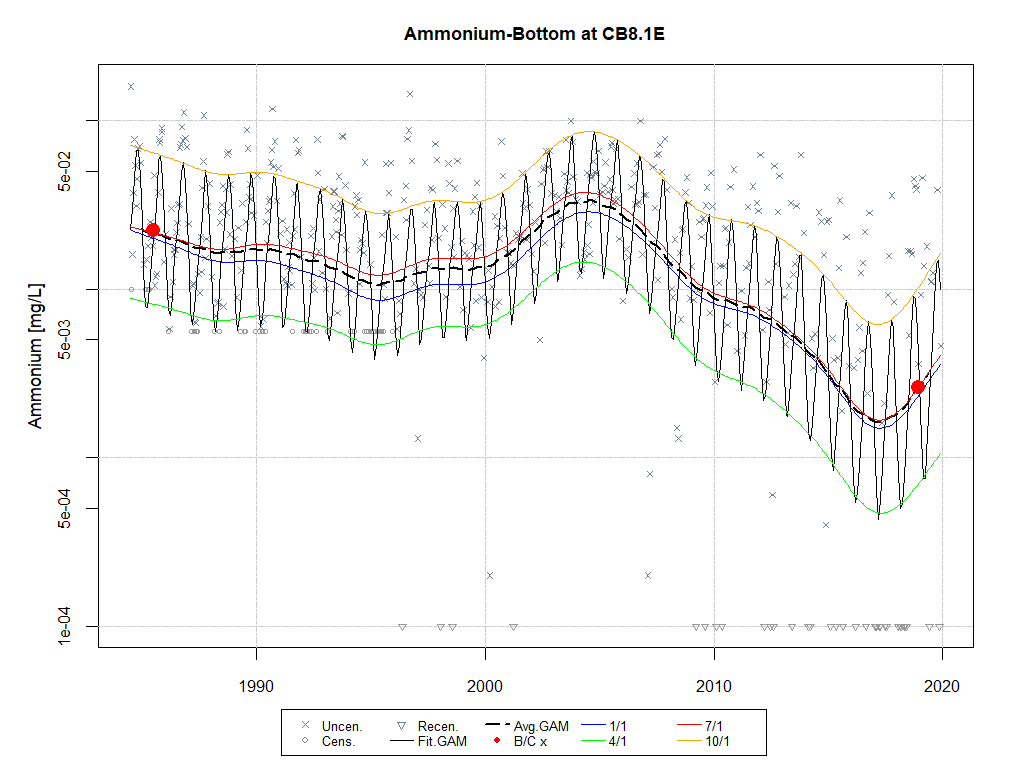 Ammonium-Bottom at CB8.1E
Ammonium [mg/L]
5e-02
5e-03
5e-04
1e-04
1990 2000 2010 2020
Uncen. Recen. Avg.GAM 1/1 7/1
Cens. Fit.GAM B/C x 4/1 10/1